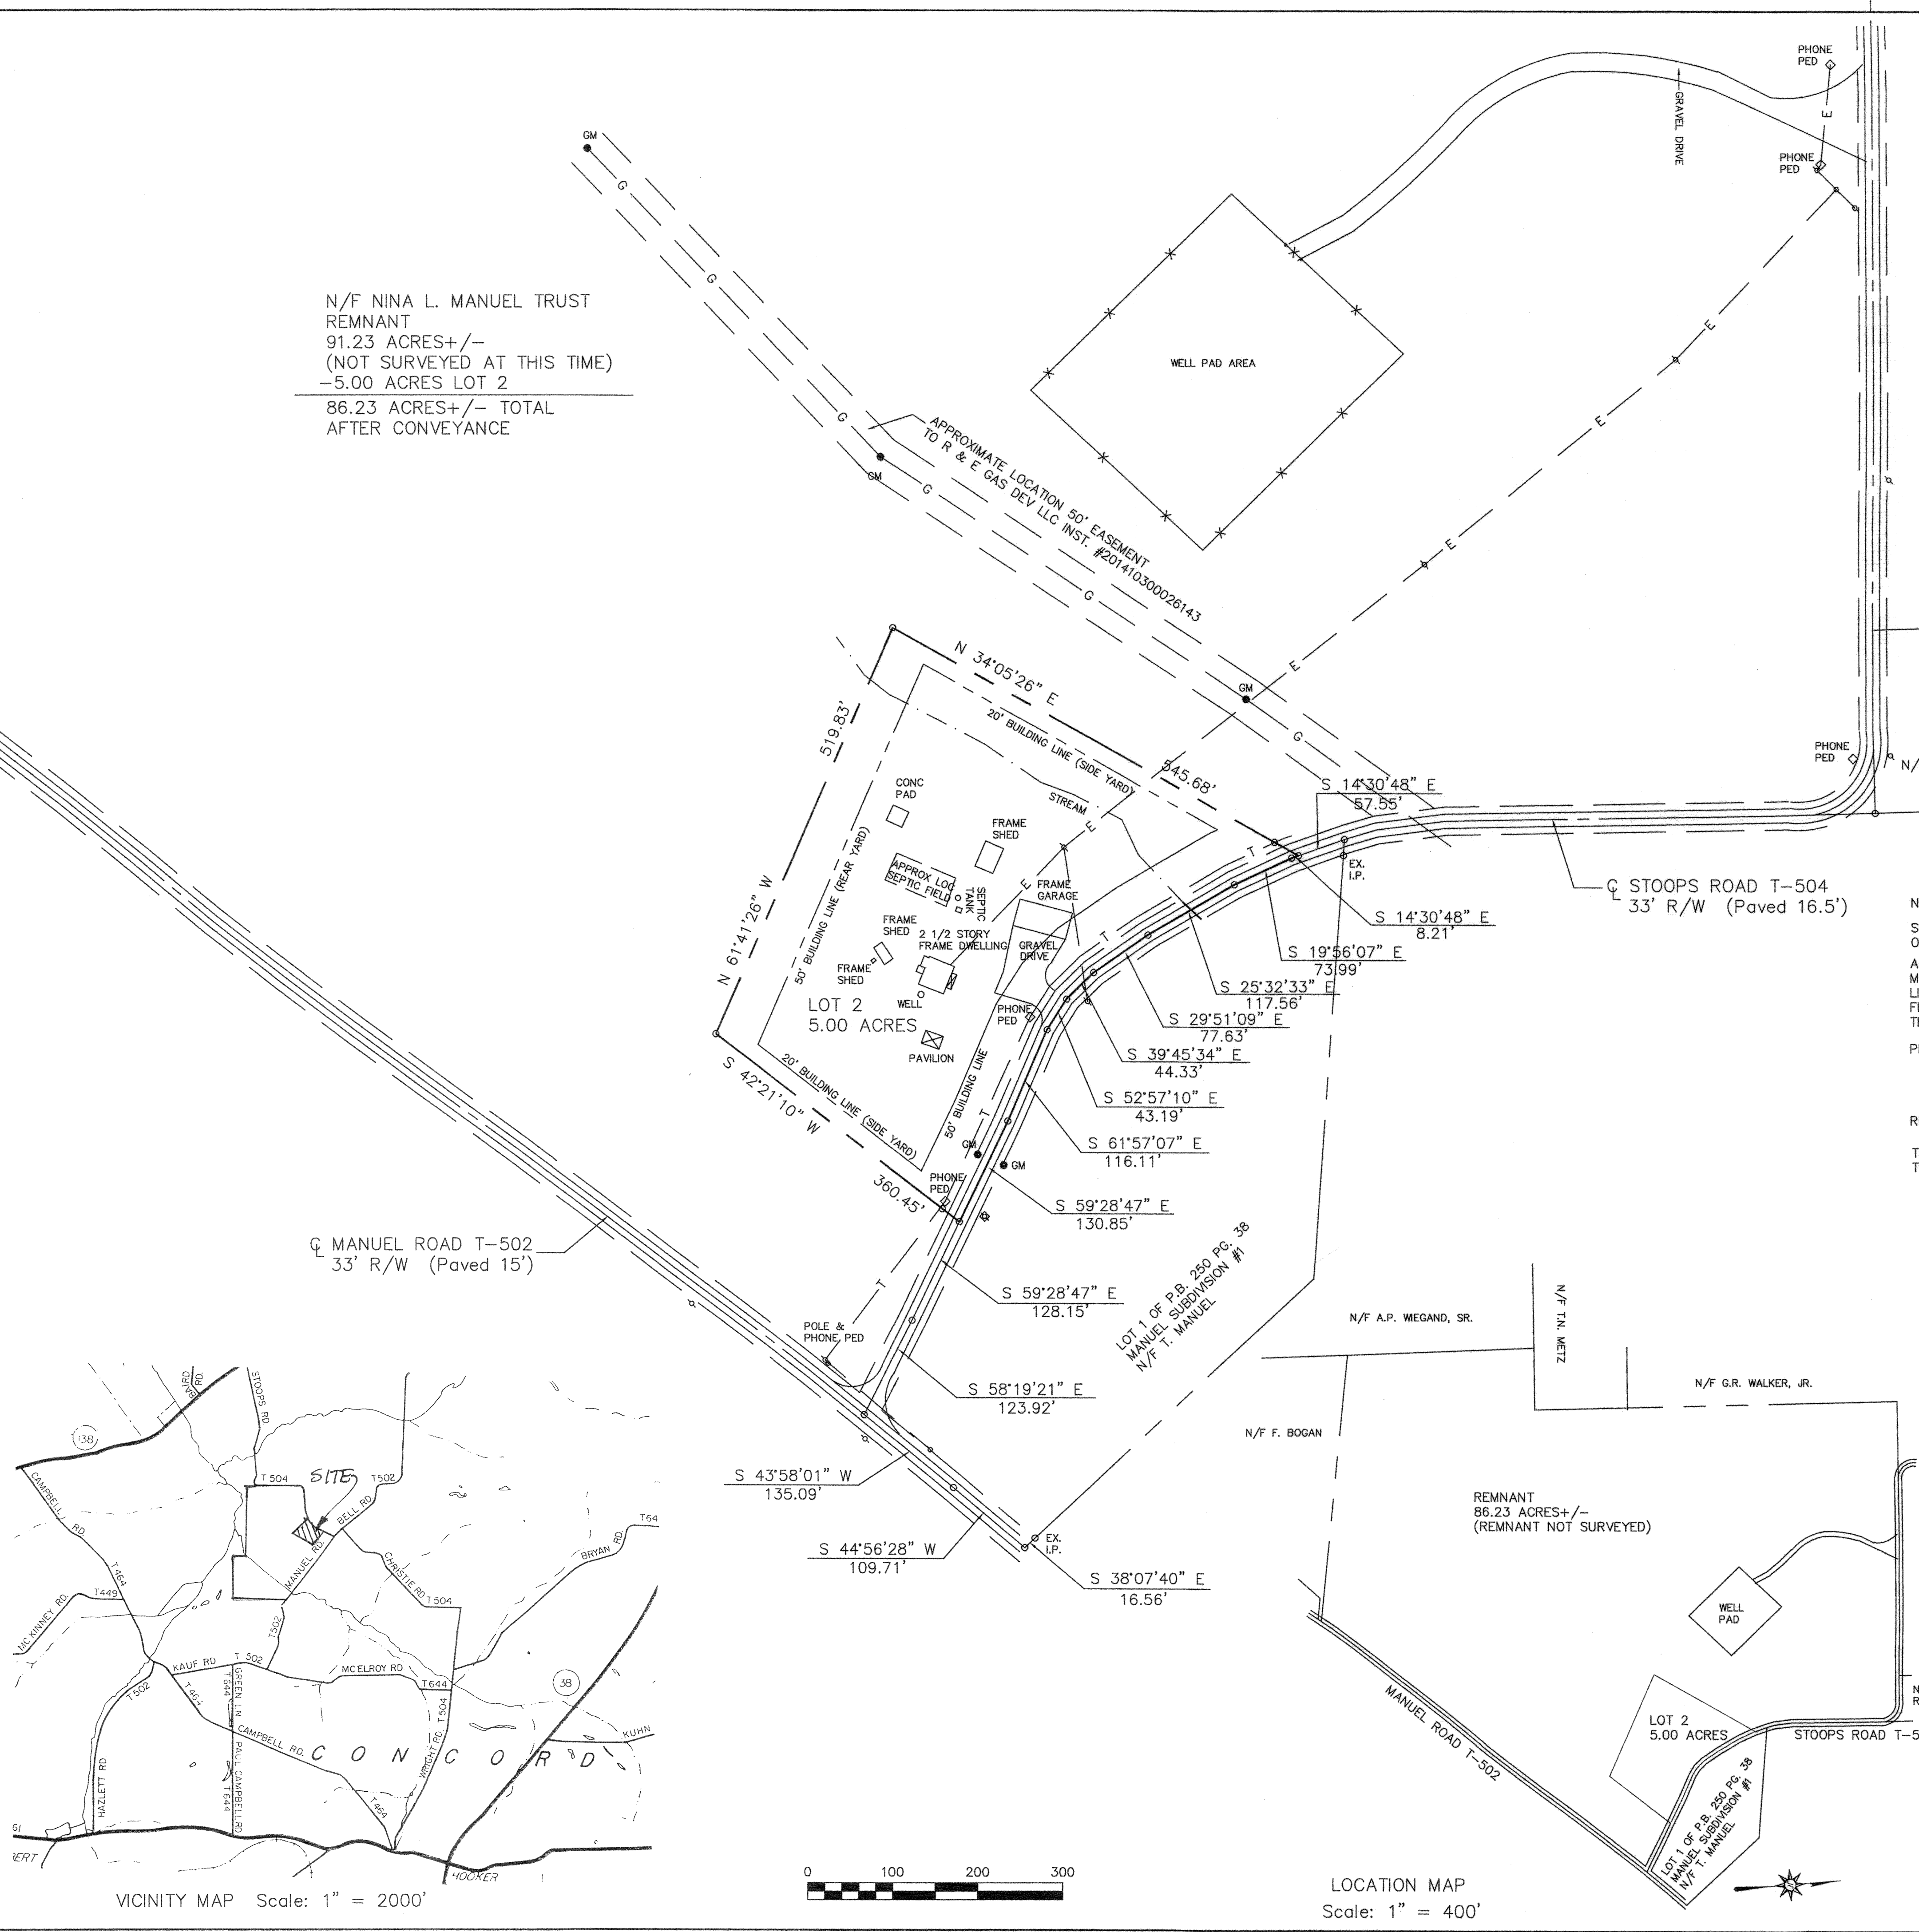 PHONE
PED
E
GRAVEL DRIVE
PHONE
PED
GM
G
G
N/F NINA L. MANUEL TRUST
REMNANT
91.23 ACRES+/-
(NOT SURVEYED AT THIS TIME)
-5.00 ACRES LOT 2
86.23 ACRES+/- TOTAL
AFTER CONVEYANCE
WELL PAD AREA
E
E
E
E
G
G
G
G
GM
GM
APPROXIMATE LOCATION 50' EASEMENT
TO R & E GAS DEV LLC INST. #201410300026143
N 34°05'26" E
545.68'
519.83'
N 61°41'26" W
20' BUILDING LINE (SIDE YARD)
50' BUILDING LINE (REAR YARD)
STREAM
E
E
T
T
T
T
CONC
PAD
FRAME
SHED
APPROX LOC
SEPTIC FIELD
SEPTIC
TANK
FRAME
GARAGE
FRAME
SHED
2 1/2 STORY
FRAME DWELLING
GRAVEL
DRIVE
FRAME
SHED
WELL
LOT 2
5.00 ACRES
PHONE
PED
PAVILION
50' BUILDING LINE
20' BUILDING LINE (SIDE YARD)
S 42°21'10" W
360.45'
GM
GM
PHONE
PED
PHONE
PED
N/
S 14°30'48" E
57.55'
EX.
I.P.
℄ STOOPS ROAD T-504
33' R/W (Paved 16.5')
S 14°30'48" E
8.21'
S 19°56'07" E
73.99'
S 25°32'33" E
117.56'
S 29°51'09" E
77.63'
S 39°45'34" E
44.33'
S 52°57'10" E
43.19'
S 61°57'07" E
116.11'
S 59°28'47" E
130.85'
S 59°28'47" E
128.15'
S 58°19'21" E
123.92'
℄ MANUEL ROAD T-502
33' R/W (Paved 15')
POLE &
PHONE PED
LOT 1 OF P.B. 250 PG. 38
MANUEL SUBDIVISION #1
N/F T. MANUEL
S 43°58'01" W
135.09'
S 44°56'28" W
109.71'
EX.
I.P.
S 38°07'40" E
16.56'
N/F A.P. WIEGAND, SR.
N/F T.N. METZ
N/F G.R. WALKER, JR.
N/F F. BOGAN
REMNANT
86.23 ACRES+/-
(REMNANT NOT SURVEYED)
WELL
PAD
LOT 2
5.00 ACRES
MANUEL ROAD T-502
STOOPS ROAD T-5
LOT 1 OF P.B. 250 PG. 38
MANUEL SUBDIVISION #1
N/F T. MANUEL
LOCATION MAP
Scale: 1" = 400'
0 100 200 300
BAIRD
RD.
STOOPS RD
138
T 504
SITE
T502
BELL RD
CAMPBELL
RD
T 464
MANUEL RD.
CHRISTIE RD
T 504
BRYAN RD.
T64
MC KINNEY RD.
T449
T502
KAUF RD
T 502
MCELROY RD
T644
T502
T464
T644
GREEN LN
CAMPBELL RD.
WRIGHT RD. T504
38
KUHN
CONCORD
HAZLETT RD
T644
PAUL CAMPBELL RD
T464
HOOKER
VICINITY MAP Scale: 1" = 2000'